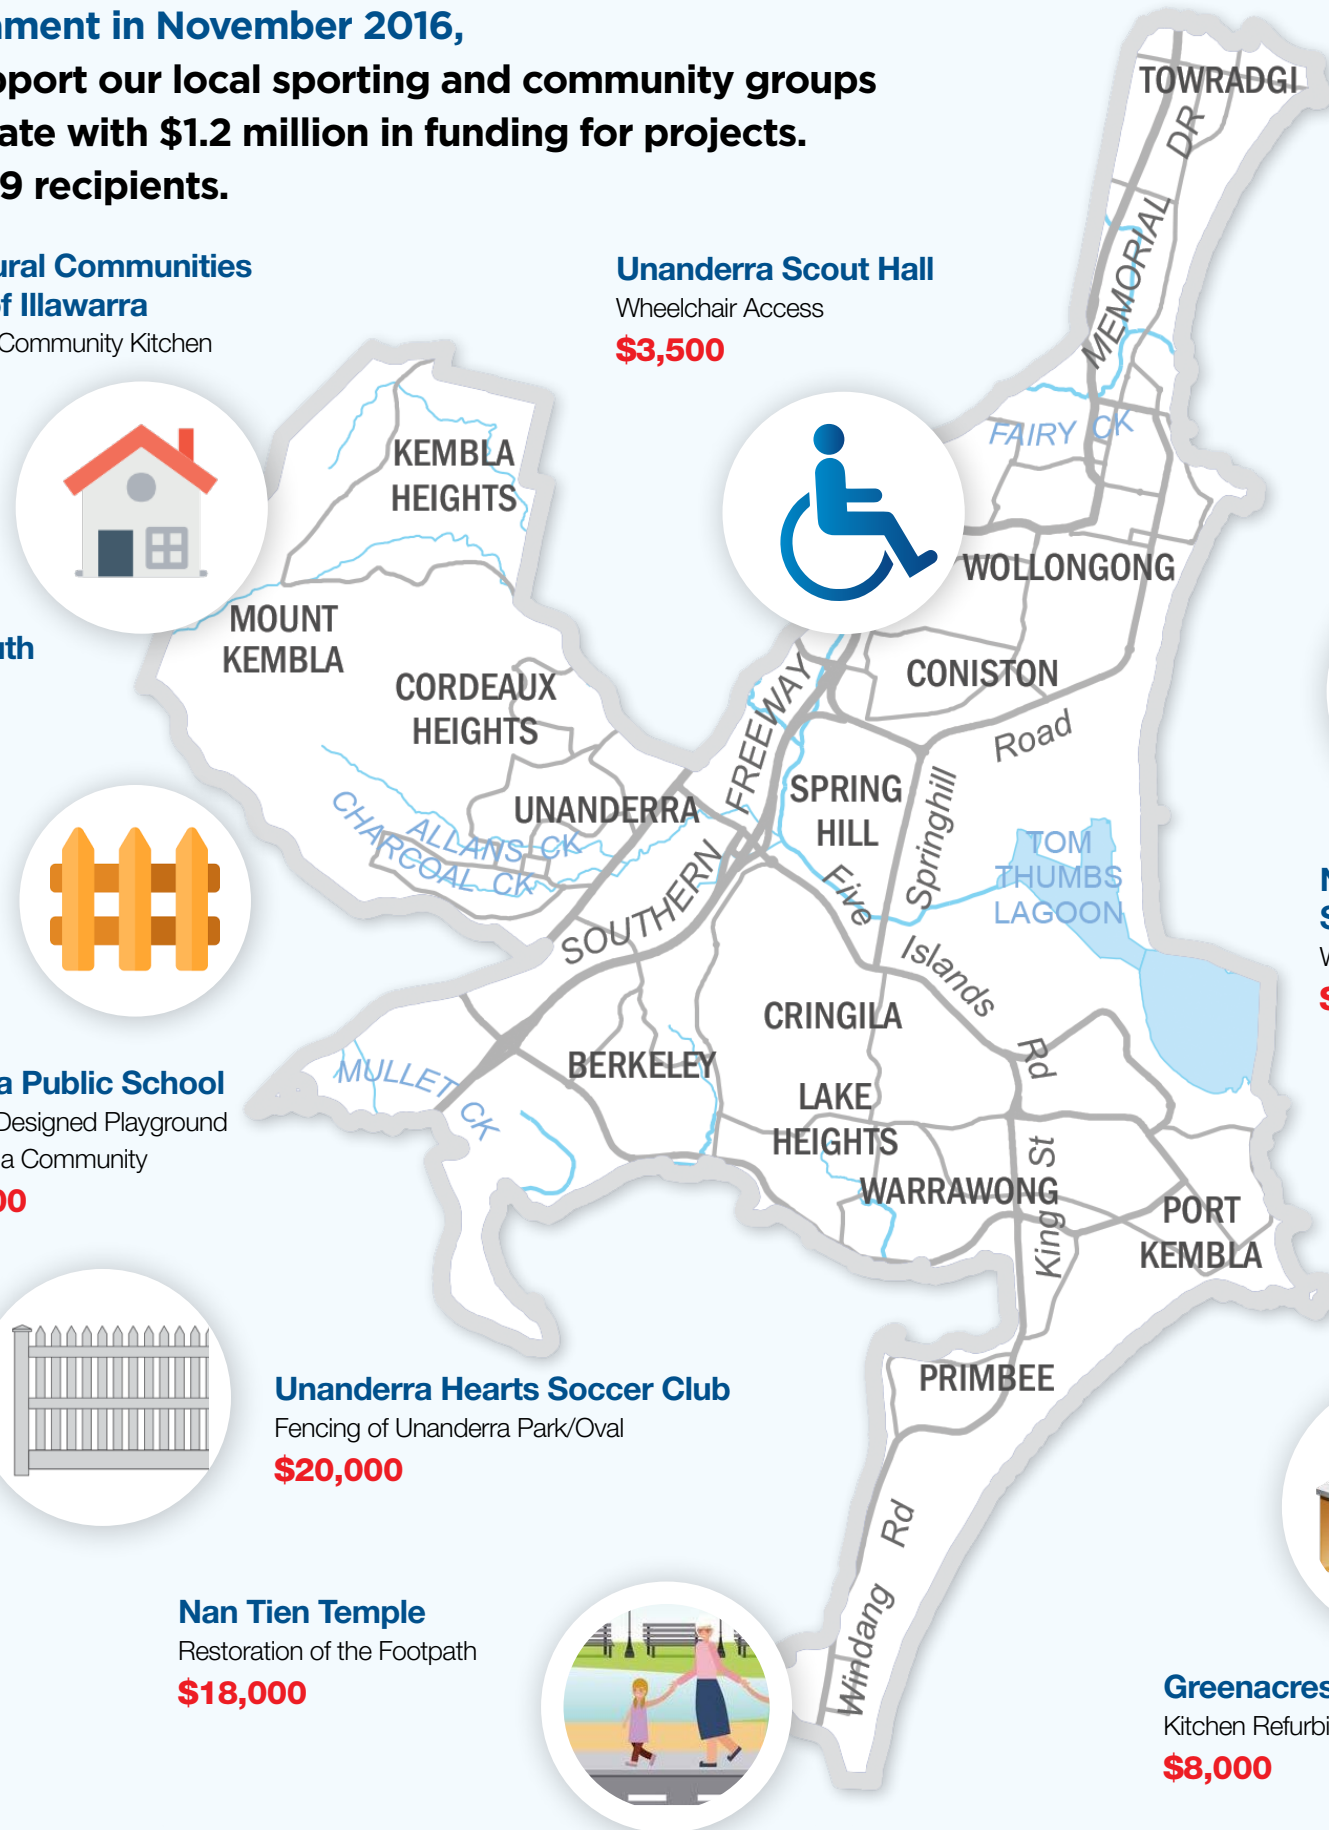 nment in November 2016,
pport our local sporting and community groups
ate with $1.2 million in funding for projects.
9 recipients.
ural Communities
of Illawarra
Community Kitchen
Unanderra Scout Hall
Wheelchair Access
$3,500
TOWRADGI
MEMORIAL DR
FAIRY CK
KEMBLA
HEIGHTS
WOLLONGONG
MOUNT
KEMBLA
uth
CORDEAUX
HEIGHTS
CONISTON
Road
SOUTHERN FREEWAY
SPRING
HILL
Springhill
UNANDERRA
ALLANS CK
CHARCOAL CK
TOM
THUMBS
LAGOON
Five Islands Rd
CRINGILA
BERKELEY
MULLET CK
LAKE
HEIGHTS
WARRAWONG
King St
PORT
KEMBLA
a Public School
Designed Playground
a Community
00
Unanderra Hearts Soccer Club
Fencing of Unanderra Park/Oval
$20,000
PRIMBEE
Windang Rd
Nan Tien Temple
Restoration of the Footpath
$18,000
Greenacres
Kitchen Refurbi
$8,000